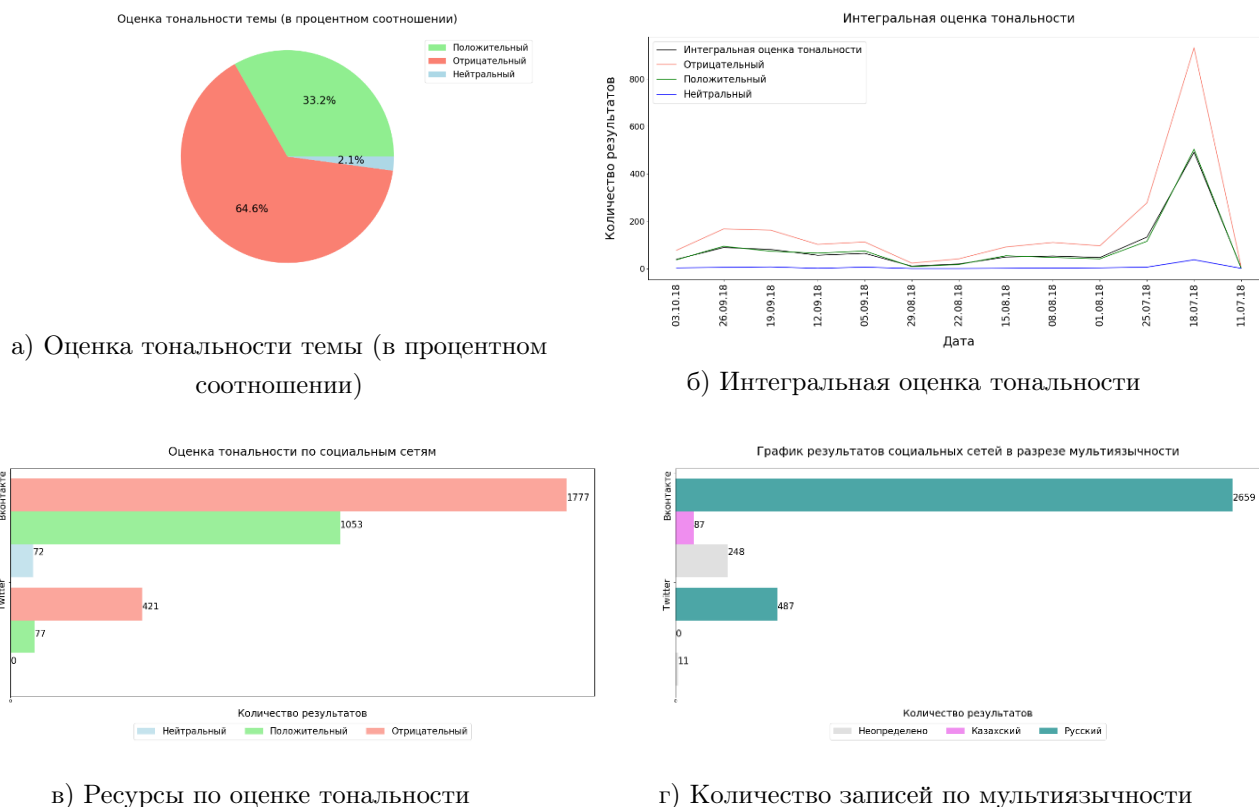 Оценка тональности темы (в процентном соотношении)
Положительный
Отрицательный
Нейтральный
33.2%
2.1%
64.6%
а) Оценка тональности темы (в процентном
соотношении)
Интегральная оценка тональности
Интегральная оценка тональности
Отрицательный
Положительный
Нейтральный
Количество результатов
800
600
400
200
0
03.10.18
26.09.18
19.09.18
12.09.18
05.09.18
29.08.18
22.08.18
15.08.18
08.08.18
01.08.18
25.07.18
18.07.18
11.07.18
Дата
б) Интегральная оценка тональности
Оценка тональности по социальным сетям
Вконтакте
1777
1053
72
Twitter
421
77
0
0
Количество результатов
Нейтральный Положительный Отрицательный
в) Ресурсы по оценке тональности
График результатов социальных сетей в разрезе мультиязычности
Вконтакте
2659
87
248
Twitter
487
0
11
0
Количество результатов
Неопределено Казахский Русский
г) Количество записей по мультиязычности